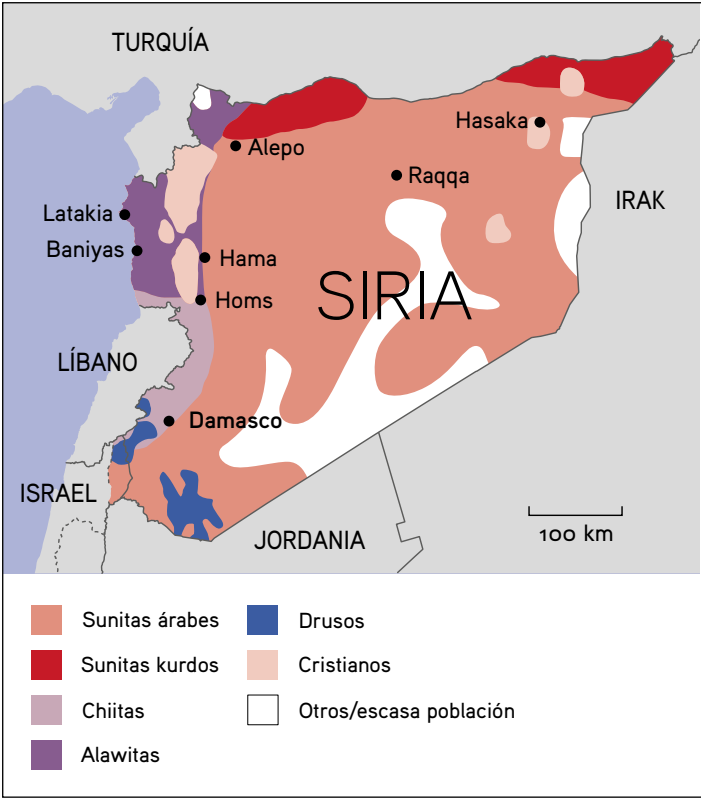 TURQUÍA
Hasaka
Alepo
Raqqa
IRAK
Latakia
Baniyas
Hama
SIRIA
Homs
LÍBANO
Damasco
ISRAEL
JORDANIA
100 km
Sunitas árabes
Sunitas kurdos
Chiitas
Alawitas
Drusos
Cristianos
Otros/escasa población